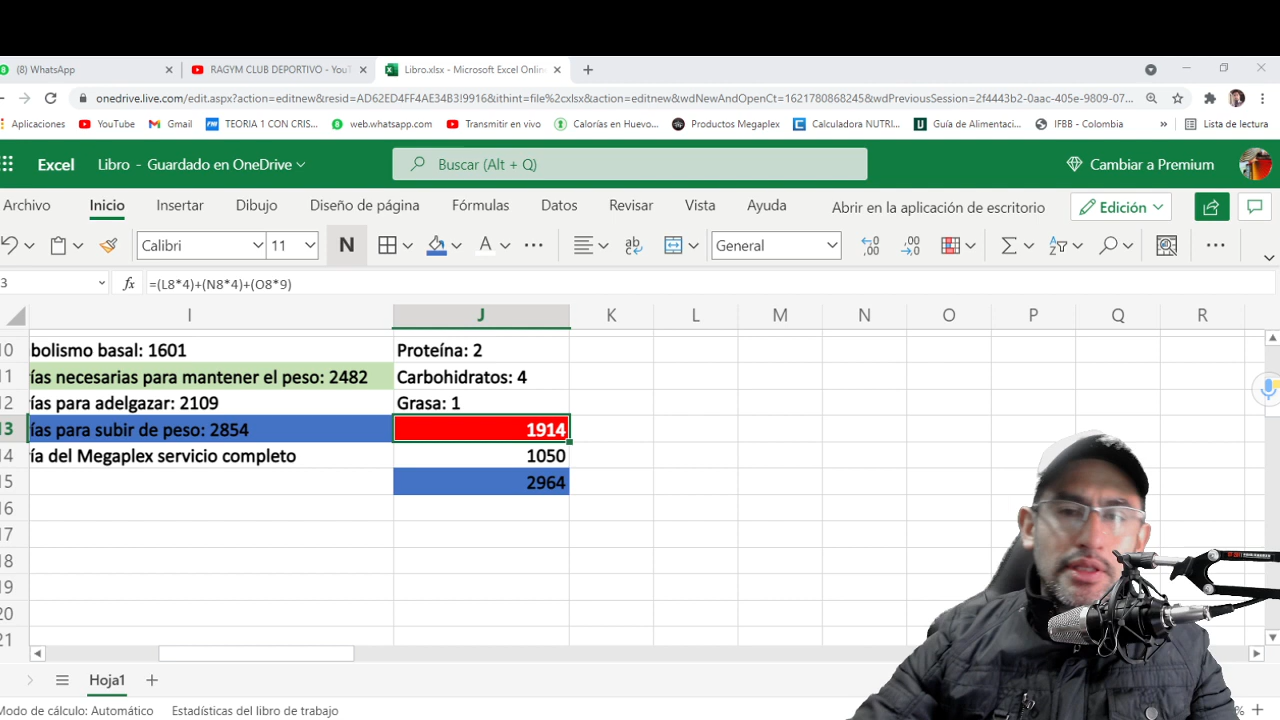 (8) WhatsApp
RAGYM CLUB DEPORTIVO - YouT
Libro.xlsx - Microsoft Excel Online
onedrive.live.com/edit.aspx?action=editnew&resid=AD62ED4FF4AE34B3!9916&ithint=file%2cxlsx&action=editnew&wdNewAndOpenCt=1621780868245&wdPreviousSession=2f4443b2-0aac-405e-9809-07...
Aplicaciones
YouTube
Gmail
TEORIA 1 CON CRIS...
web.whatsapp.com
Transmitir en vivo
Calorías en Huevo...
Productos Megaplex
Calculadora NUTRI...
Guía de Alimentaci...
IFBB - Colombia
»
Lista de lectura
Excel
Libro - Guardado en OneDrive
Buscar (Alt + Q)
Cambiar a Premium
Archivo
Inicio
Insertar
Dibujo
Diseño de página
Fórmulas
Datos
Revisar
Vista
Ayuda
Abrir en la aplicación de escritorio
Edición
Calibri
11
N
A
ab
General
3
fx
=(L8*4)+(N8*4)+(O8*9)
I J K L M N O P Q R
10 bolismo basal: 1601 Proteína: 2
11 ías necesarias para mantener el peso: 2482 Carbohidratos: 4
12 ías para adelgazar: 2109 Grasa: 1
13 ías para subir de peso: 2854 1914
14 ía del Megaplex servicio completo 1050
15 2964
16
17
18
19
20
21
Hoja1
Modo de cálculo: Automático
Estadísticas del libro de trabajo
%